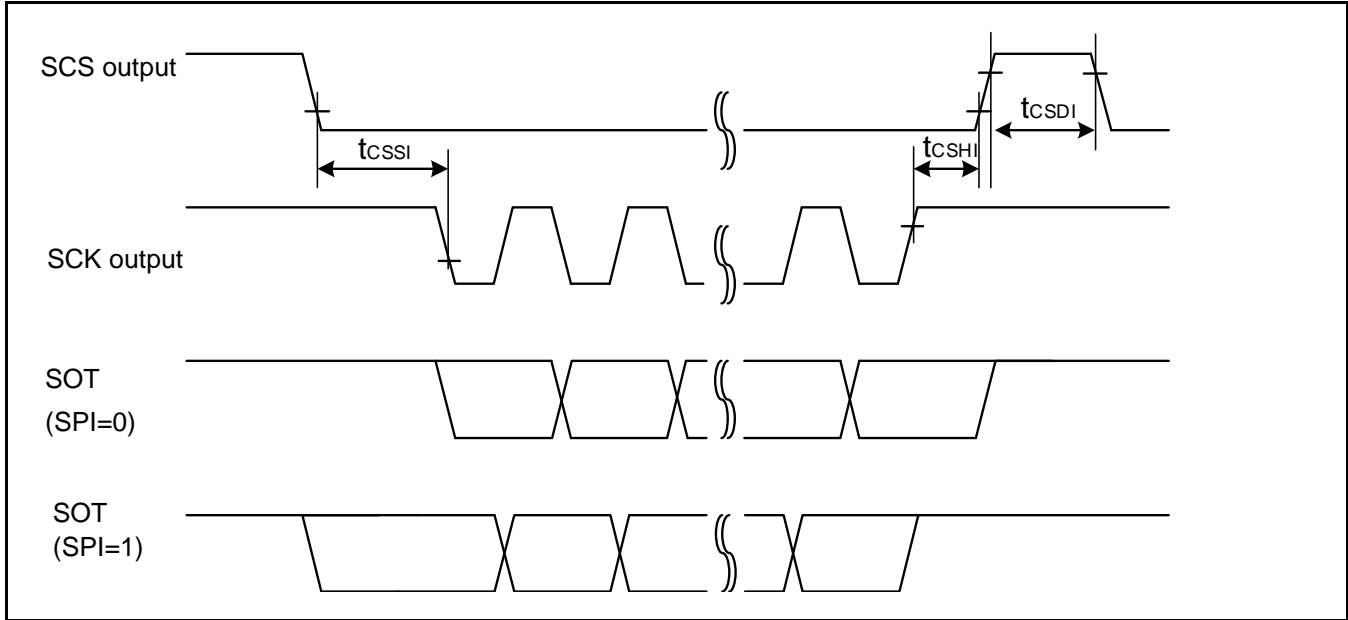 SCS output
tCSDI
tCSSI
tCSHI
SCK output
SOT
(SPI=0)
SOT
(SPI=1)